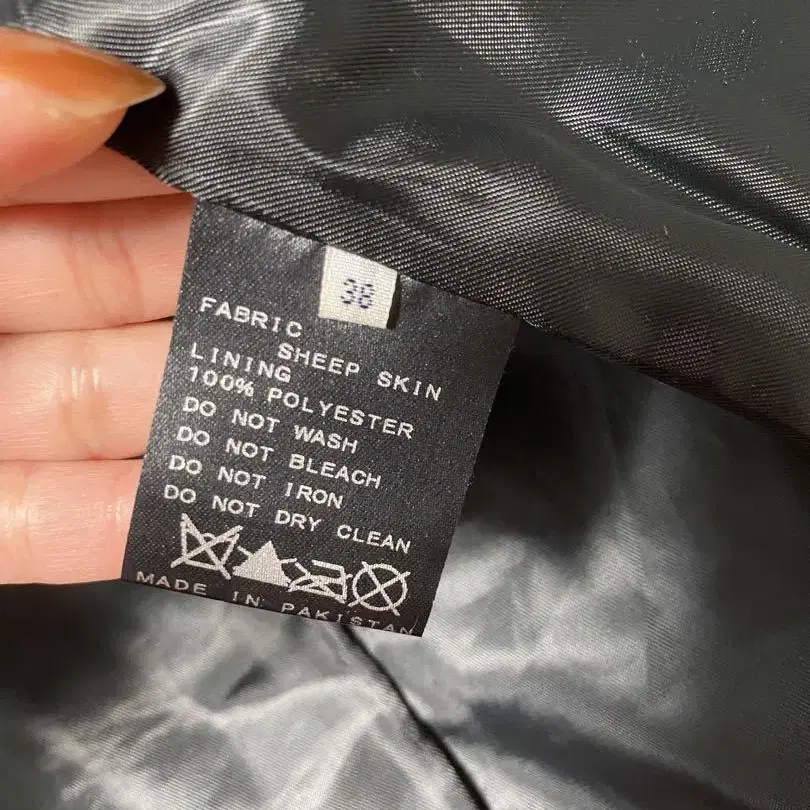 38
FABRIC
SHEEP SKIN
LINING
100% POLYESTER
DO NOT WASH
DO NOT BLEACH
DO NOT IRON
DO NOT DRY CLEAN
MADE IN PAKISTAN